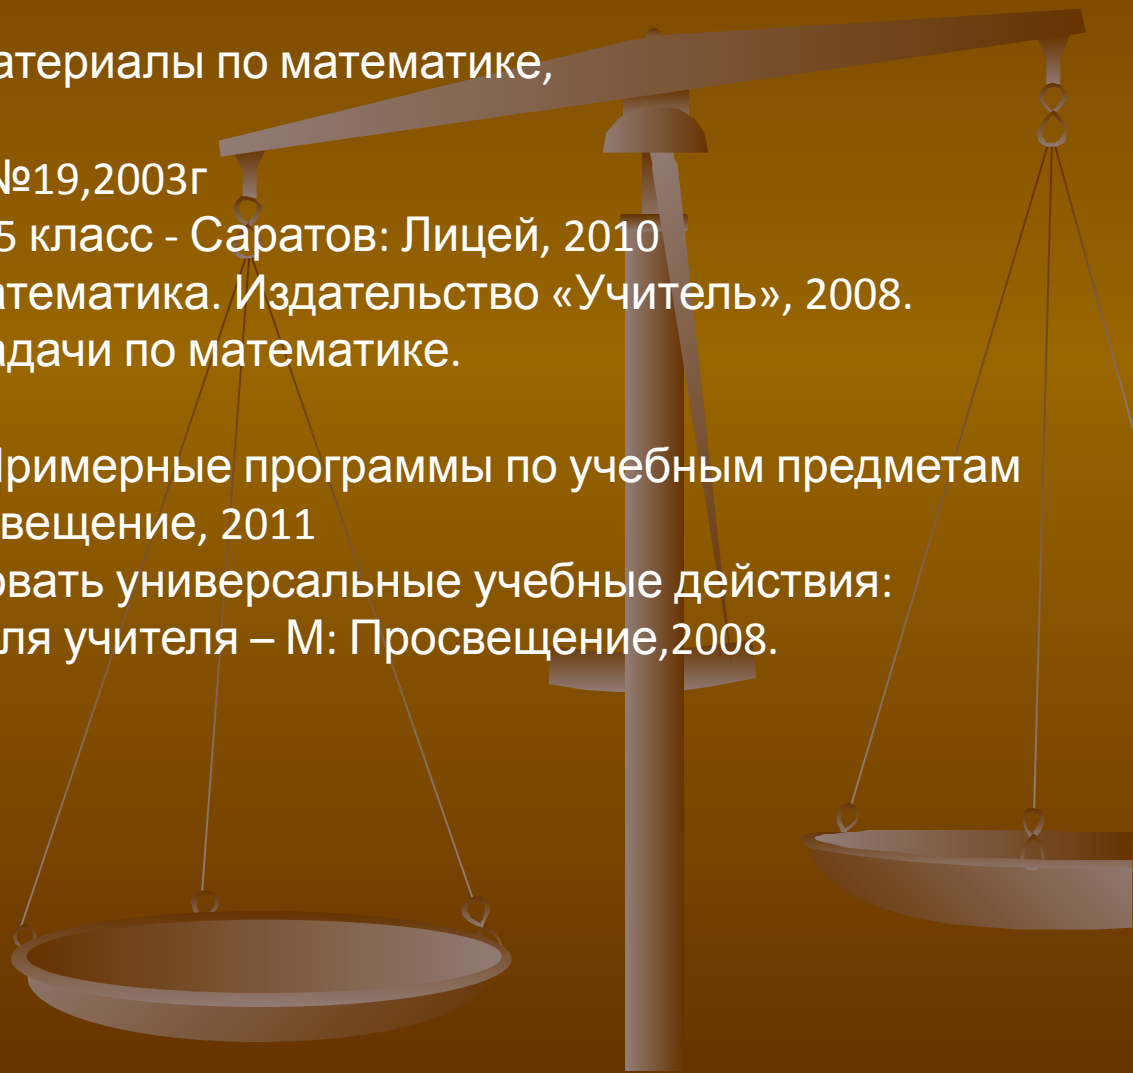 атериалы по математике,
№19,2003г
5 класс - Саратов: Лицей, 2010
атематика. Издательство «Учитель», 2008.
адачи по математике.
Примерные программы по учебным предметам
вещение, 2011
овать универсальные учебные действия:
ля учителя – М: Просвещение,2008.